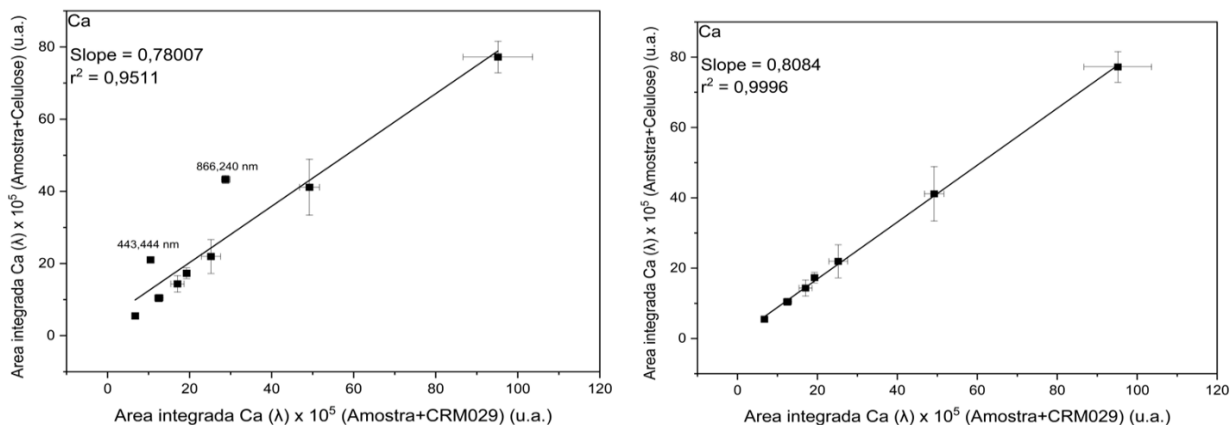 Ca
Slope = 0,78007
r² = 0,9511
866,240 nm
443,444 nm
80
60
40
20
0
0 20 40 60 80 100 120
Area integrada Ca (λ) x 10⁵ (Amostra+Celulose) (u.a.)
Area integrada Ca (λ) x 10⁵ (Amostra+CRM029) (u.a.)
Ca
Slope = 0,8084
r² = 0,9996
80
60
40
20
0
0 20 40 60 80 100 120
Area integrada Ca (λ) x 10⁵ (Amostra+Celulose) (u.a.)
Area integrada Ca (λ) x 10⁵ (Amostra+CRM029) (u.a.)